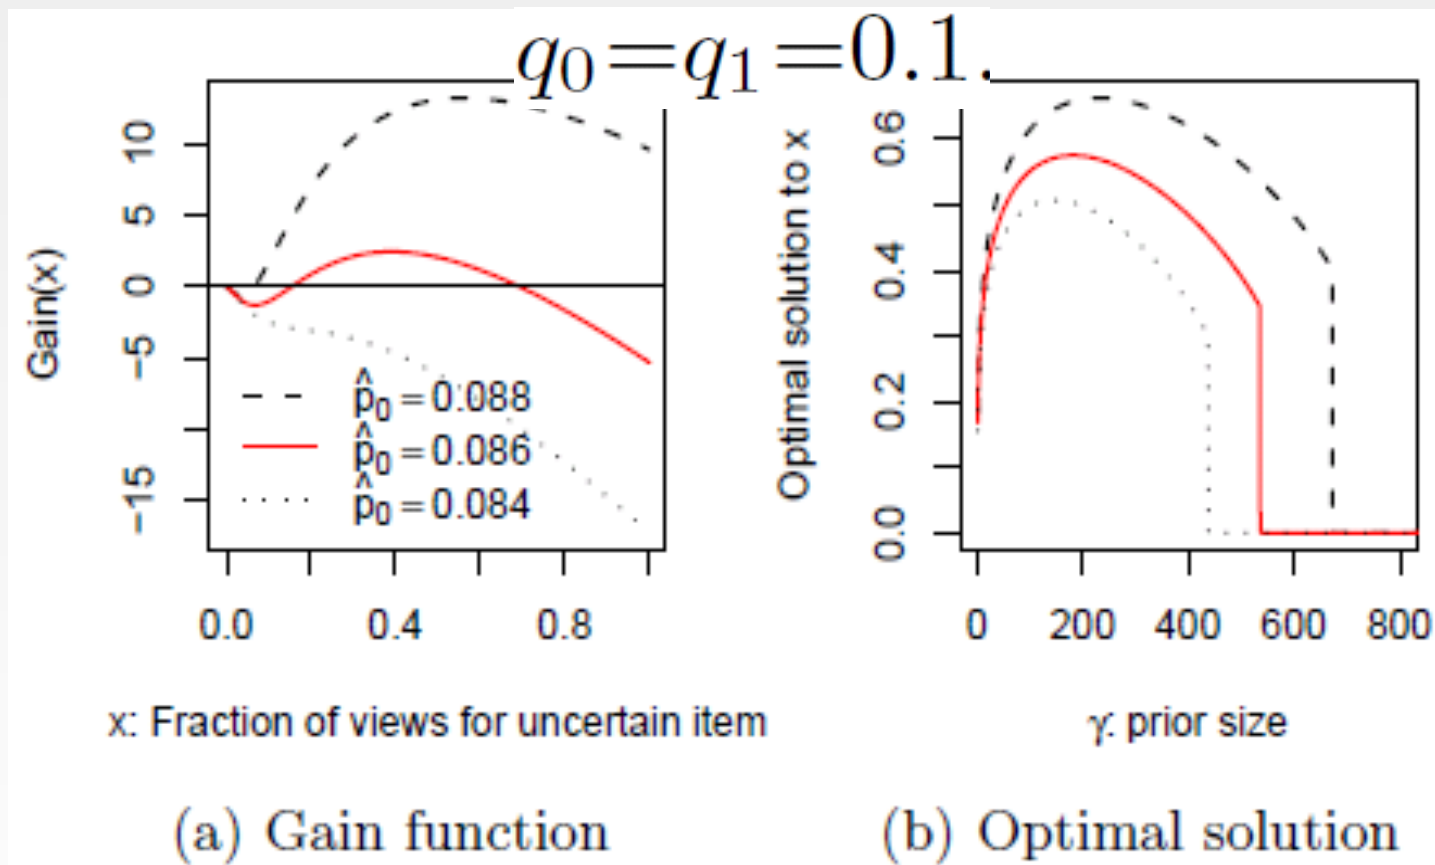 q₀=q₁=0.1.
Gain(x)
10
5
0
−5
−15
p̂₀ = 0.088
p̂₀ = 0.086
p̂₀ = 0.084
0.0 0.4 0.8
x: Fraction of views for uncertain item
(a) Gain function
Optimal solution to x
0.6
0.4
0.2
0.0
0 200 400 600 800
γ: prior size
(b) Optimal solution